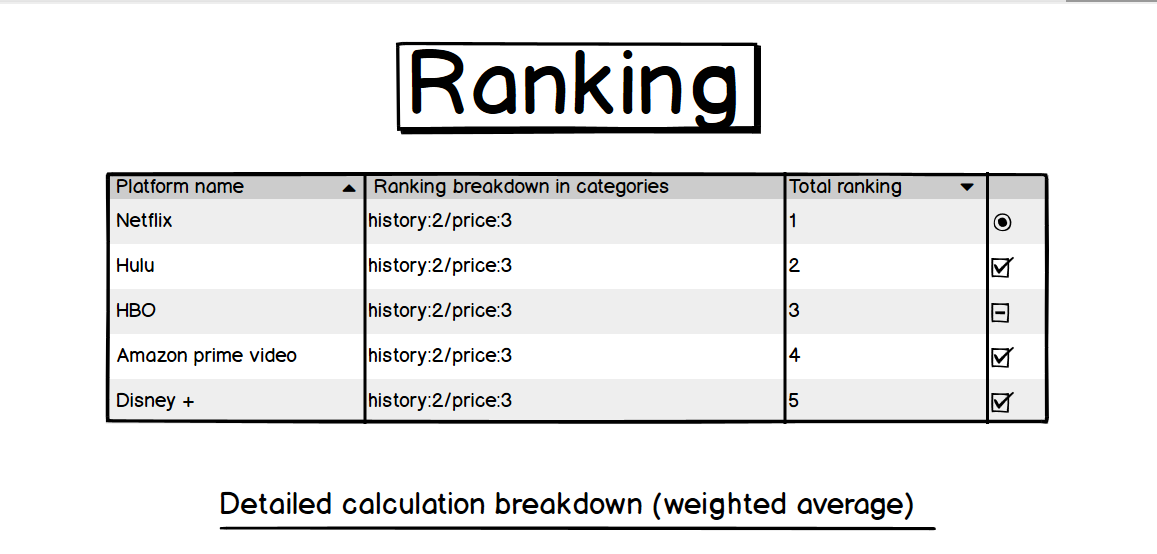 Ranking
Platform name Ranking breakdown in categories Total ranking
Netflix history:2/price:3 1
Hulu history:2/price:3 2
HBO history:2/price:3 3
Amazon prime video history:2/price:3 4
Disney + history:2/price:3 5
Detailed calculation breakdown (weighted average)